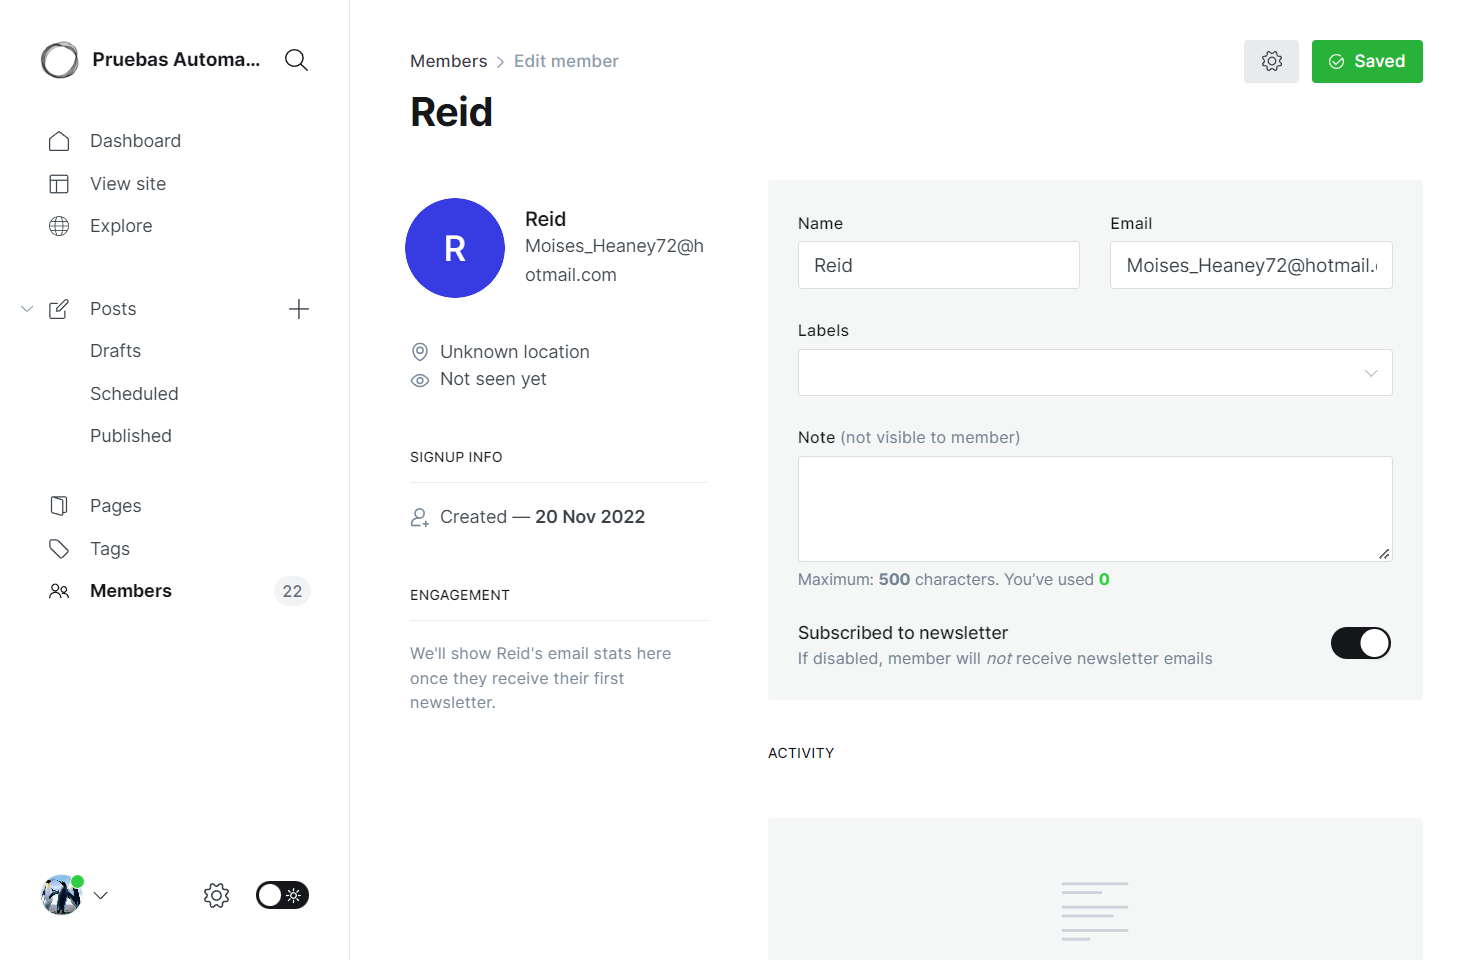 Pruebas Automa...
Dashboard
View site
Explore
Posts
Drafts
Scheduled
Published
Pages
Tags
Members
22
Members
Edit member
Saved
Reid
R
Reid
Moises_Heaney72@h
otmail.com
Unknown location
Not seen yet
SIGNUP INFO
Created — 20 Nov 2022
ENGAGEMENT
We'll show Reid's email stats here
once they receive their first
newsletter.
Name
Email
Reid
Moises_Heaney72@hotmail.
Labels
Note (not visible to member)
Maximum: 500 characters. You’ve used 0
Subscribed to newsletter
If disabled, member will not receive newsletter emails
ACTIVITY